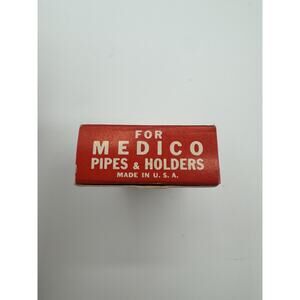 FOR
MEDICO
PIPES & HOLDERS
MADE IN U.S.A.